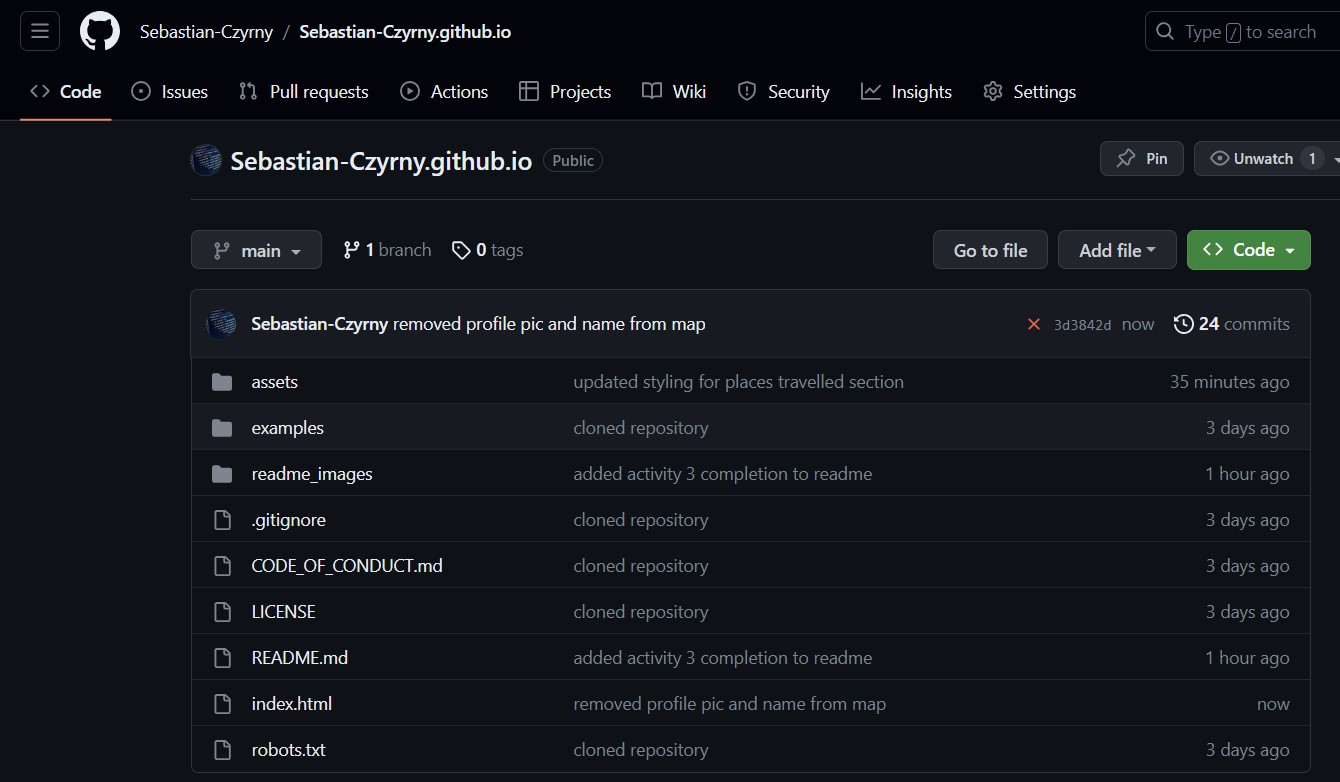 Sebastian-Czyrny / Sebastian-Czyrny.github.io Type / to search
Code Issues Pull requests Actions Projects Wiki Security Insights Settings
Sebastian-Czyrny.github.io Public Pin Unwatch 1
main 1 branch 0 tags Go to file Add file Code
Sebastian-Czyrny removed profile pic and name from map 3d3842d now 24 commits
assets updated styling for places travelled section 35 minutes ago
examples cloned repository 3 days ago
readme_images added activity 3 completion to readme 1 hour ago
.gitignore cloned repository 3 days ago
CODE_OF_CONDUCT.md cloned repository 3 days ago
LICENSE cloned repository 3 days ago
README.md added activity 3 completion to readme 1 hour ago
index.html removed profile pic and name from map now
robots.txt cloned repository 3 days ago